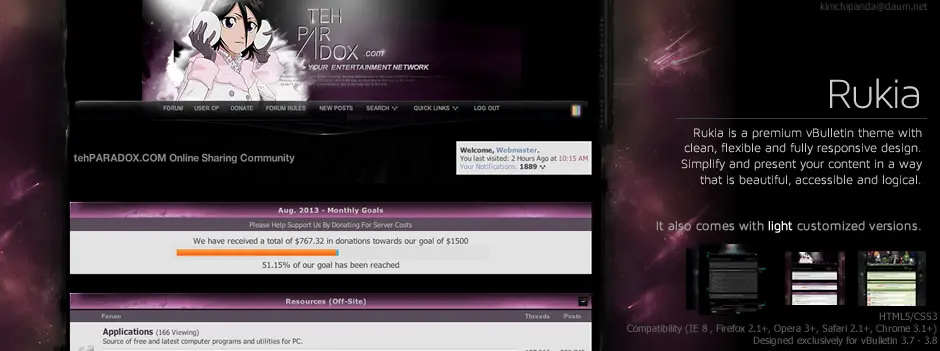 kimchipanda@daum.net
TEH
PAR
ADOX .com
YOUR ENTERTAINMENT NETWORK
FORUM USER CP DONATE FORUM RULES NEW POSTS SEARCH QUICK LINKS LOG OUT
tehPARADOX.COM Online Sharing Community
Welcome, Webmaster.
You last visited: 2 Hours Ago at 10:15 AM
Your Notifications: 1889
Aug. 2013 - Monthly Goals
Please Help Support Us By Donating For Server Costs
We have received a total of $767.32 in donations towards our goal of $1500
51.15% of our goal has been reached
Resources (Off-Site)
Forum Threads Posts
Applications (166 Viewing)
Source of free and latest computer programs and utilities for PC.
Rukia
Rukia is a premium vBulletin theme with
clean, flexible and fully responsive design.
Simplify and present your content in a way
that is beautiful, accessible and logical.
It also comes with light customized versions.
HTML5/CSS3
Compatibility (IE 8 , Firefox 2.1+, Opera 3+, Safari 2.1+, Chrome 3.1+)
Designed exclusively for vBulletin 3.7 - 3.8